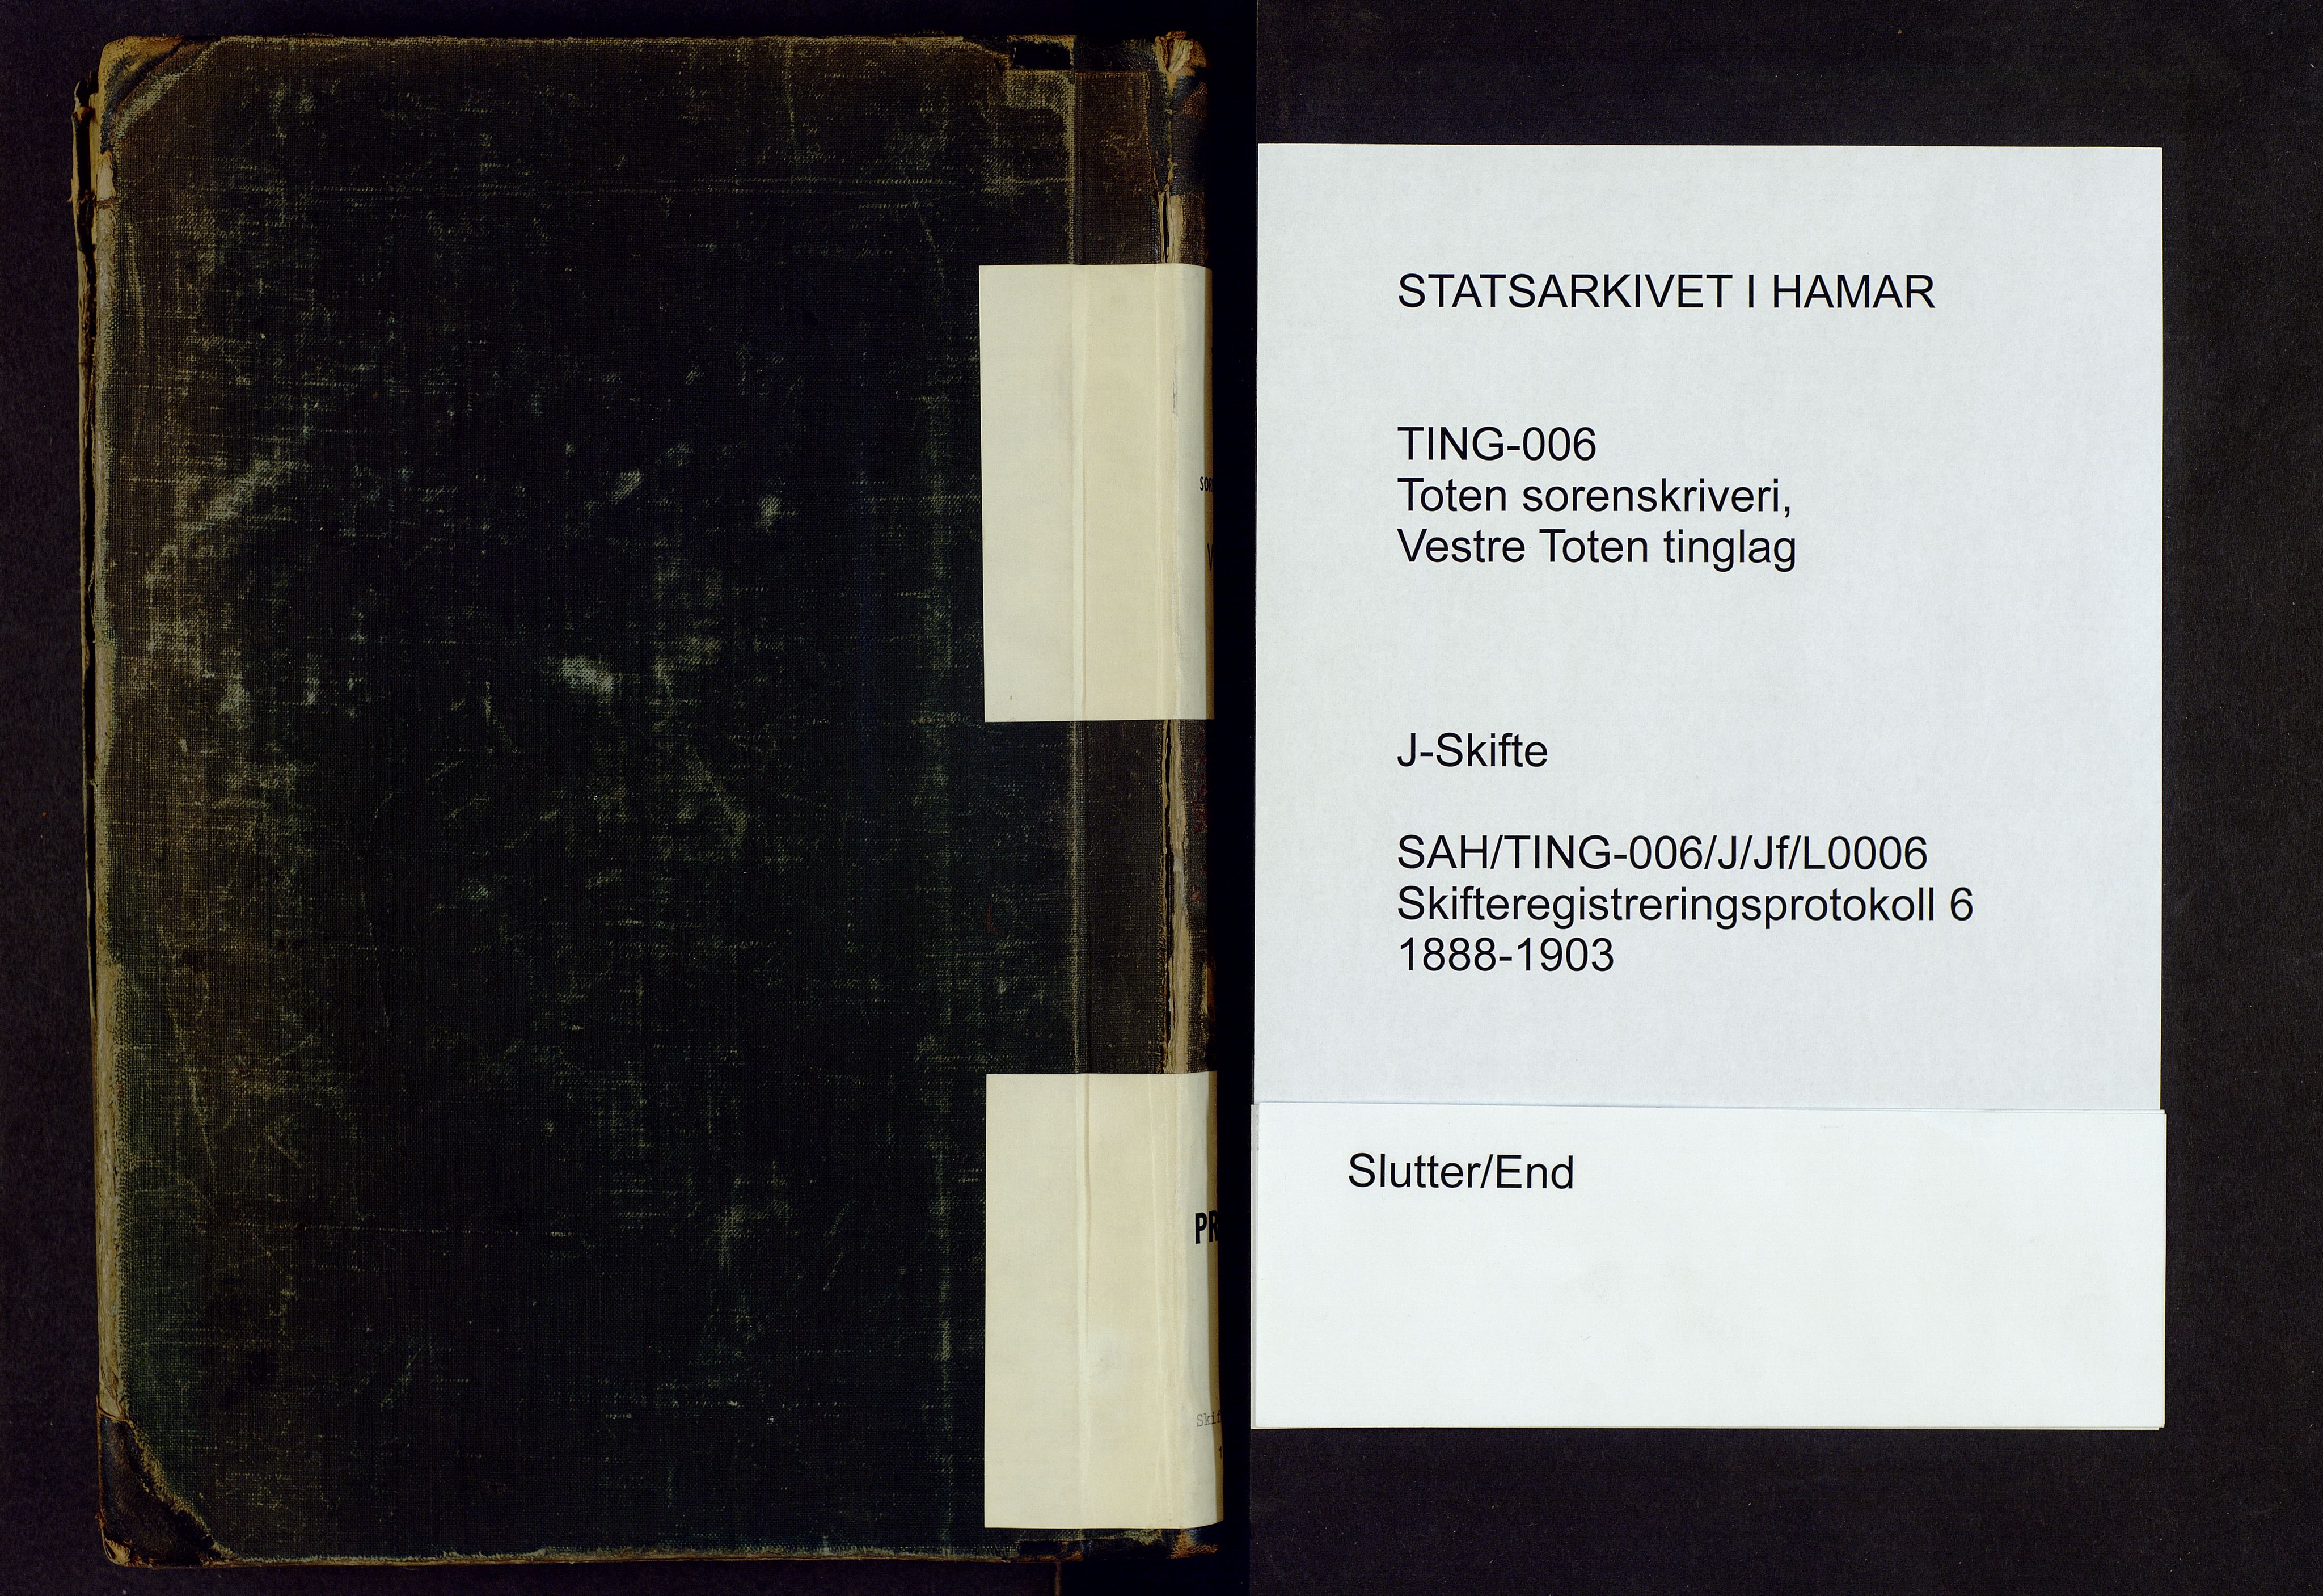 STATSARKIVET I HAMAR
TING-006
Toten sorenskriveri,
Vestre Toten tinglag
J-Skifte
SAH/TING-006/J/Jf/L0006
Skifteregistreringsprotokoll 6
1888-1903
Slutter/End
PR